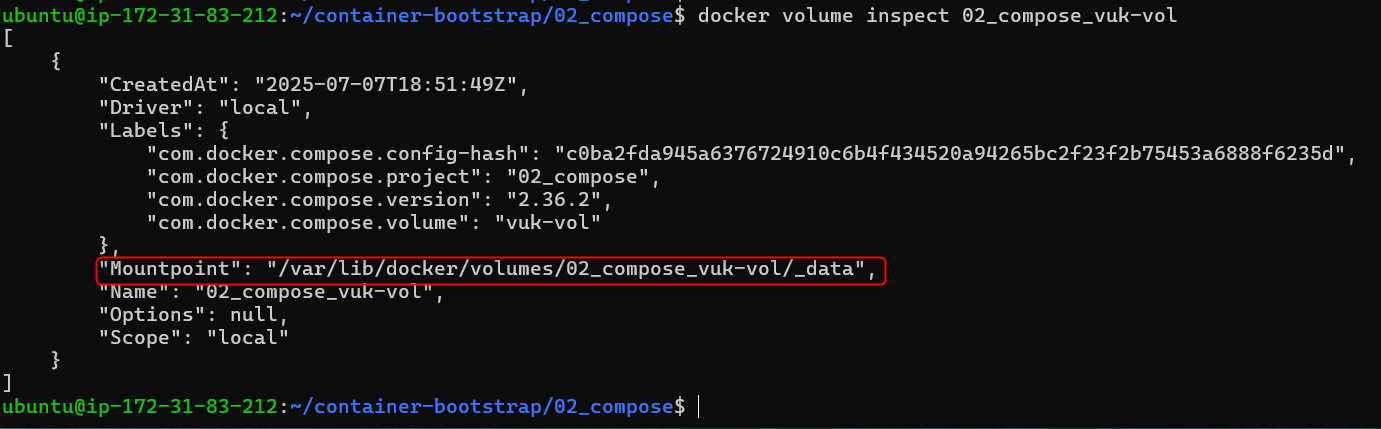 ubuntu@ip-172-31-83-212:~/container-bootstrap/02_compose$ docker volume inspect 02_compose_vuk-vol
[
    {
        "CreatedAt": "2025-07-07T18:51:49Z",
        "Driver": "local",
        "Labels": {
            "com.docker.compose.config-hash": "c0ba2fda945a6376724910c6b4f434520a94265bc2f23f2b75453a6888f6235d",
            "com.docker.compose.project": "02_compose",
            "com.docker.compose.version": "2.36.2",
            "com.docker.compose.volume": "vuk-vol"
        },
        "Mountpoint": "/var/lib/docker/volumes/02_compose_vuk-vol/_data",
        "Name": "02_compose_vuk-vol",
        "Options": null,
        "Scope": "local"
    }
]
ubuntu@ip-172-31-83-212:~/container-bootstrap/02_compose$